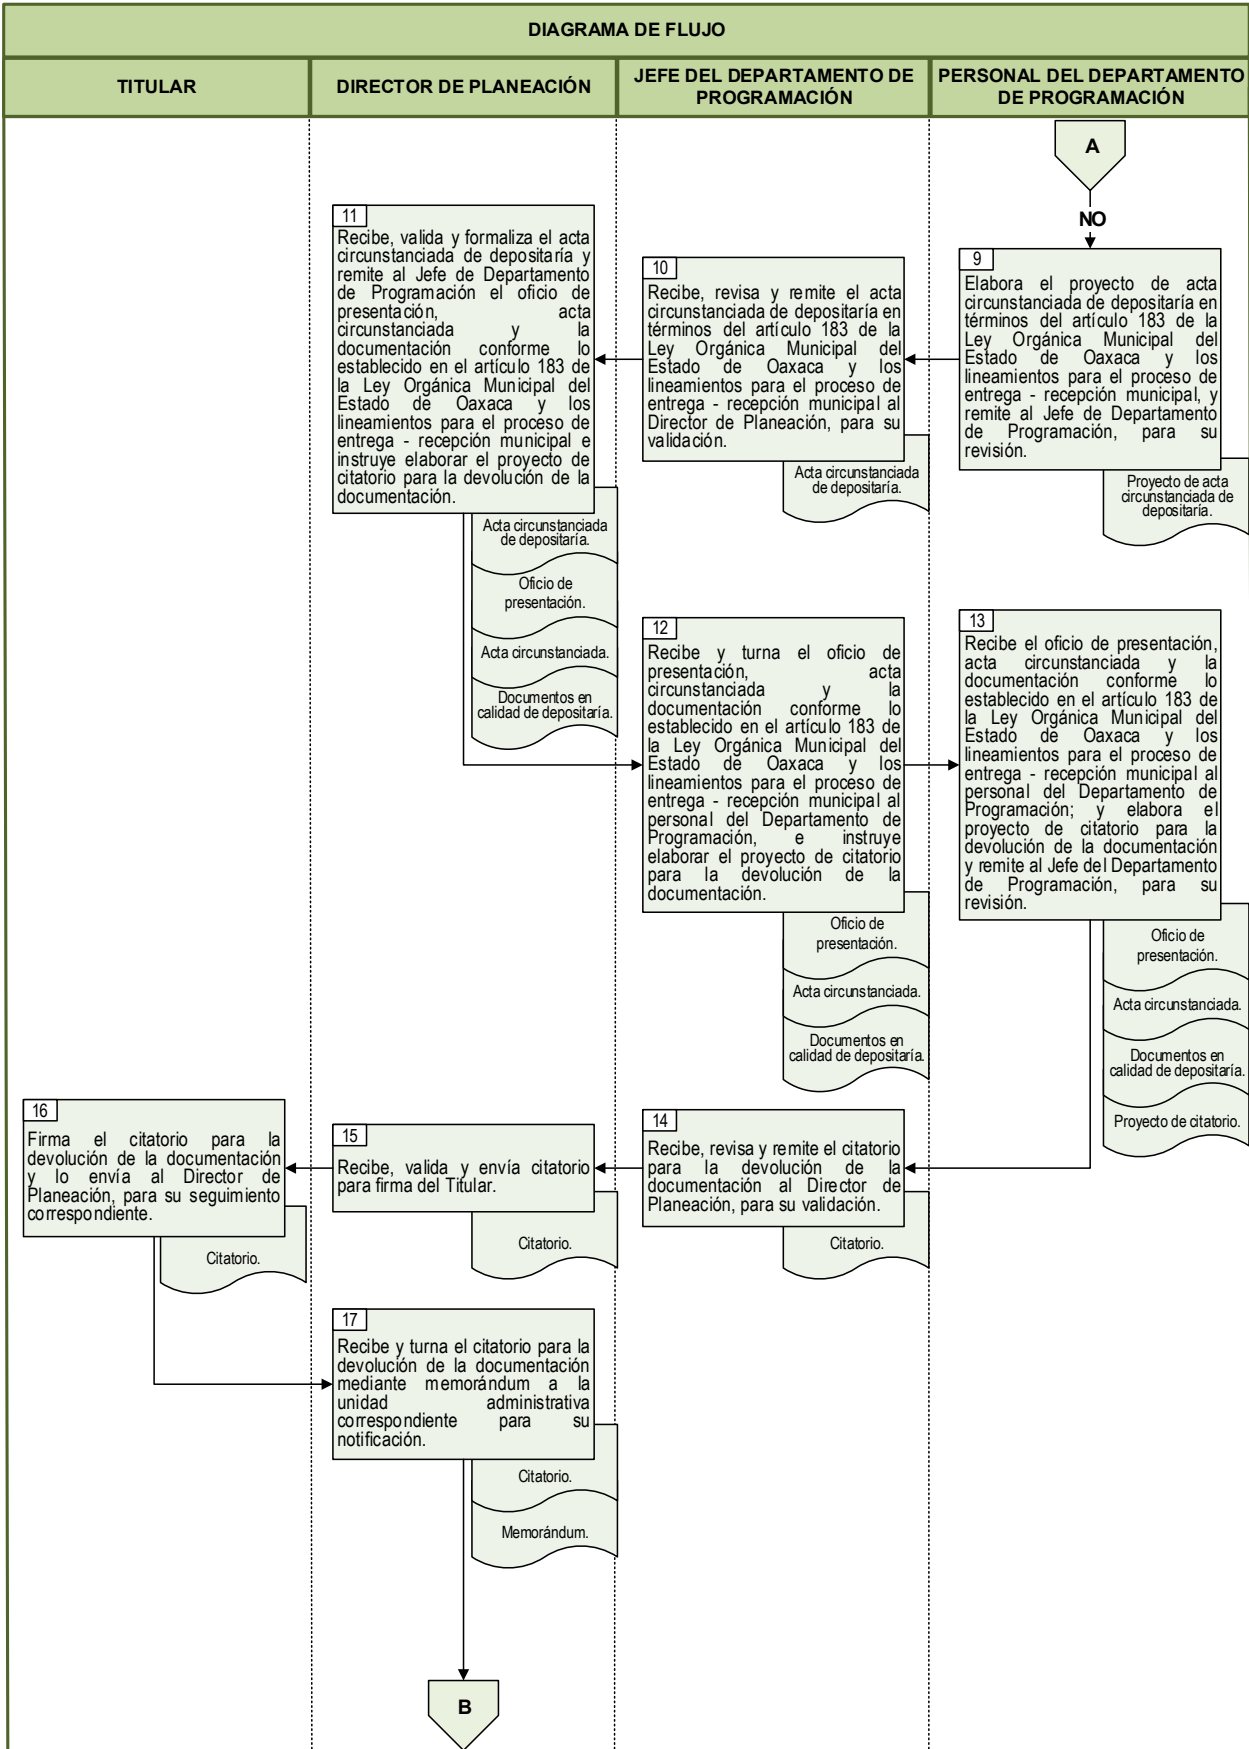 DIAGRAMA DE FLUJO
TITULAR
DIRECTOR DE PLANEACIÓN
JEFE DEL DEPARTAMENTO DE
PROGRAMACIÓN
PERSONAL DEL DEPARTAMENTO
DE PROGRAMACIÓN
A
NO
9
Elabora el proyecto de acta
circunstanciada de depositaría en
términos del artículo 183 de la
Ley Orgánica Municipal del
Estado de Oaxaca y los
lineamientos para el proceso de
entrega - recepción municipal, y
remite al Jefe de Departamento
de Programación, para su
revisión.
Proyecto de acta
circunstanciada de
depositaría.
10
Recibe, revisa y remite el acta
circunstanciada de depositaría en
términos del artículo 183 de la
Ley Orgánica Municipal del
Estado de Oaxaca y los
lineamientos para el proceso de
entrega - recepción municipal al
Director de Planeación, para su
validación.
Acta circunstanciada
de depositaría.
11
Recibe, valida y formaliza el acta
circunstanciada de depositaría y
remite al Jefe de Departamento
de Programación el oficio de
presentación, acta
circunstanciada y la
documentación conforme lo
establecido en el artículo 183 de
la Ley Orgánica Municipal del
Estado de Oaxaca y los
lineamientos para el proceso de
entrega - recepción municipal e
instruye elaborar el proyecto de
citatorio para la devolución de la
documentación.
Acta circunstanciada
de depositaría.
Oficio de
presentación.
Acta circunstanciada.
Documentos en
calidad de depositaría.
12
Recibe y turna el oficio de
presentación, acta
circunstanciada y la
documentación conforme lo
establecido en el artículo 183 de
la Ley Orgánica Municipal del
Estado de Oaxaca y los
lineamientos para el proceso de
entrega - recepción municipal al
personal del Departamento de
Programación, e instruye
elaborar el proyecto de citatorio
para la devolución de la
documentación.
Oficio de
presentación.
Acta circunstanciada.
Documentos en
calidad de depositaría.
13
Recibe el oficio de presentación,
acta circunstanciada y la
documentación conforme lo
establecido en el artículo 183 de
la Ley Orgánica Municipal del
Estado de Oaxaca y los
lineamientos para el proceso de
entrega - recepción municipal al
personal del Departamento de
Programación; y elabora el
proyecto de citatorio para la
devolución de la documentación
y remite al Jefe del Departamento
de Programación, para su
revisión.
Oficio de
presentación.
Acta circunstanciada.
Documentos en
calidad de depositaría.
Proyecto de citatorio.
14
Recibe, revisa y remite el citatorio
para la devolución de la
documentación al Director de
Planeación, para su validación.
Citatorio.
15
Recibe, valida y envía citatorio
para firma del Titular.
Citatorio.
16
Firma el citatorio para la
devolución de la documentación
y lo envía al Director de
Planeación, para su seguimiento
correspondiente.
Citatorio.
17
Recibe y turna el citatorio para la
devolución de la documentación
mediante memorándum a la
unidad administrativa
correspondiente para su
notificación.
Citatorio.
Memorándum.
B